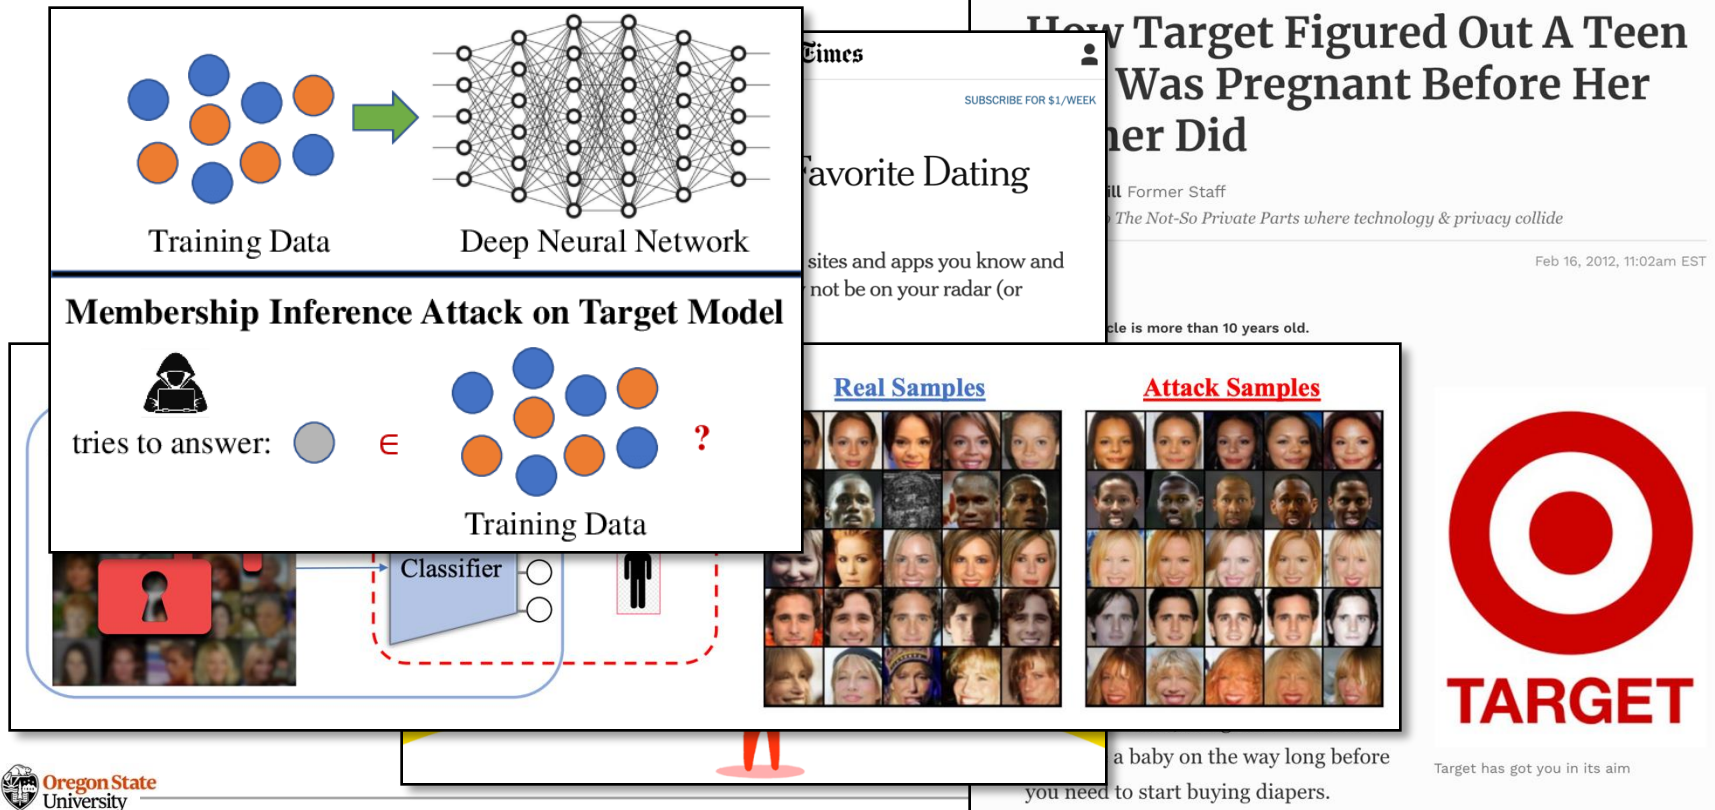 Training Data
Deep Neural Network
Membership Inference Attack on Target Model
tries to answer:
∈
?
Training Data
Classifier
Times
SUBSCRIBE FOR $1/WEEK
Favorite Dating
sites and apps you know and
not be on your radar (or
How Target Figured Out A Teen
Was Pregnant Before Her
Did
Former Staff
The Not-So Private Parts where technology & privacy collide
Feb 16, 2012, 11:02am EST
is more than 10 years old.
Real Samples
Attack Samples
TARGET
Target has got you in its aim
a baby on the way long before
you need to start buying diapers.
Oregon State
University